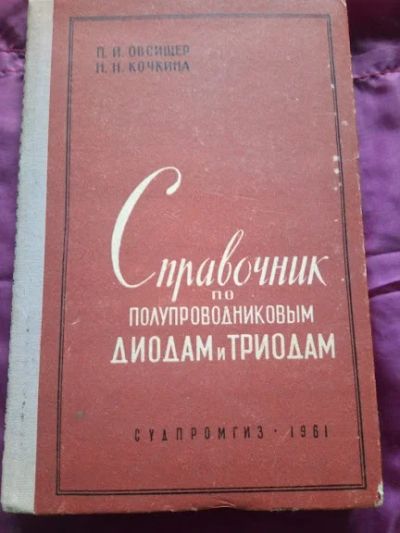 П. И. ОВСИЩЕР
Н. Н. КОЧКИНА
Справочник
ПО
ПОЛУПРОВОДНИКОВЫМ
ДИОДАМ и ТРИОДАМ
СУДПРОМГИЗ · 1961